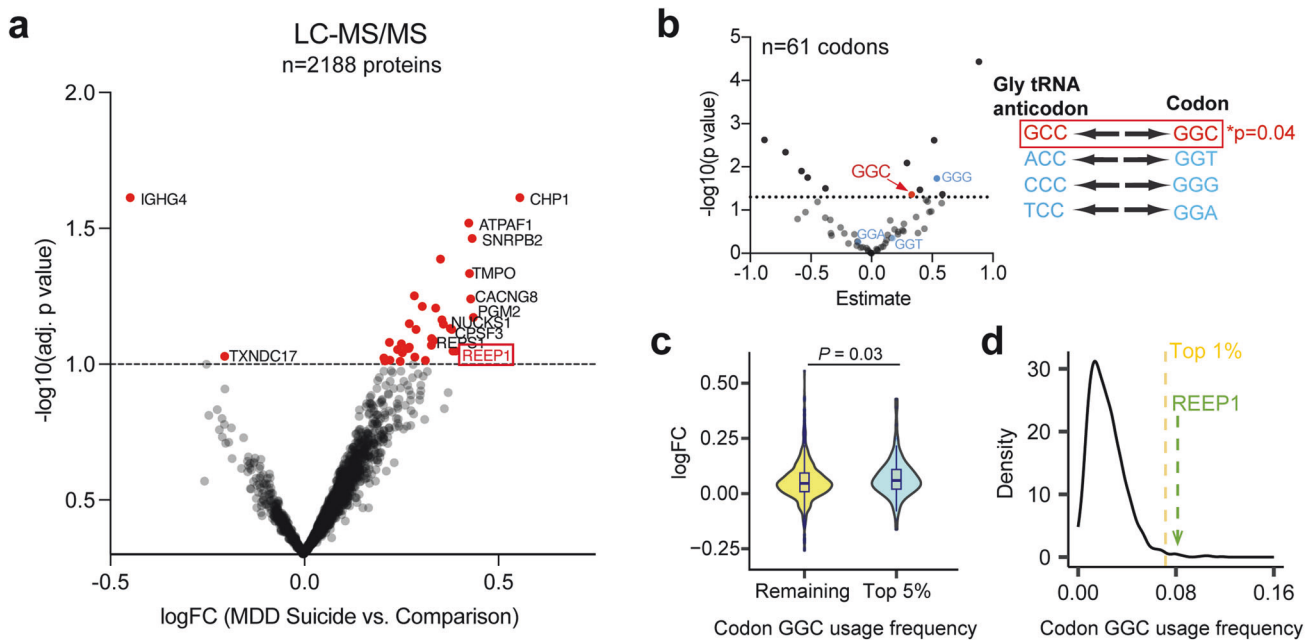 a
LC-MS/MS
n=2188 proteins
2.0
1.5
1.0
0.5
-log10(adj. p value)
IGHG4
CHP1
ATPAF1
SNRPB2
TMPO
CACNG8
PGM2
NUCKS1
CPSF3
REPS1
REEP1
TXNDC17
-0.5
0.0
0.5
logFC (MDD Suicide vs. Comparison)
b
n=61 codons
5
4
3
2
1
0
-log10(p value)
GGC
GGG
GGA
GGT
-1.0
-0.5
0.0
0.5
1.0
Estimate
Gly tRNA
anticodon
Codon
GCC
GGC
*p=0.04
ACC
GGT
CCC
GGG
TCC
GGA
c
P = 0.03
0.50
0.25
0.00
−0.25
logFC
Remaining
Top 5%
Codon GGC usage frequency
d
Top 1%
REEP1
30
20
10
0
Density
0.00
0.08
0.16
Codon GGC usage frequency